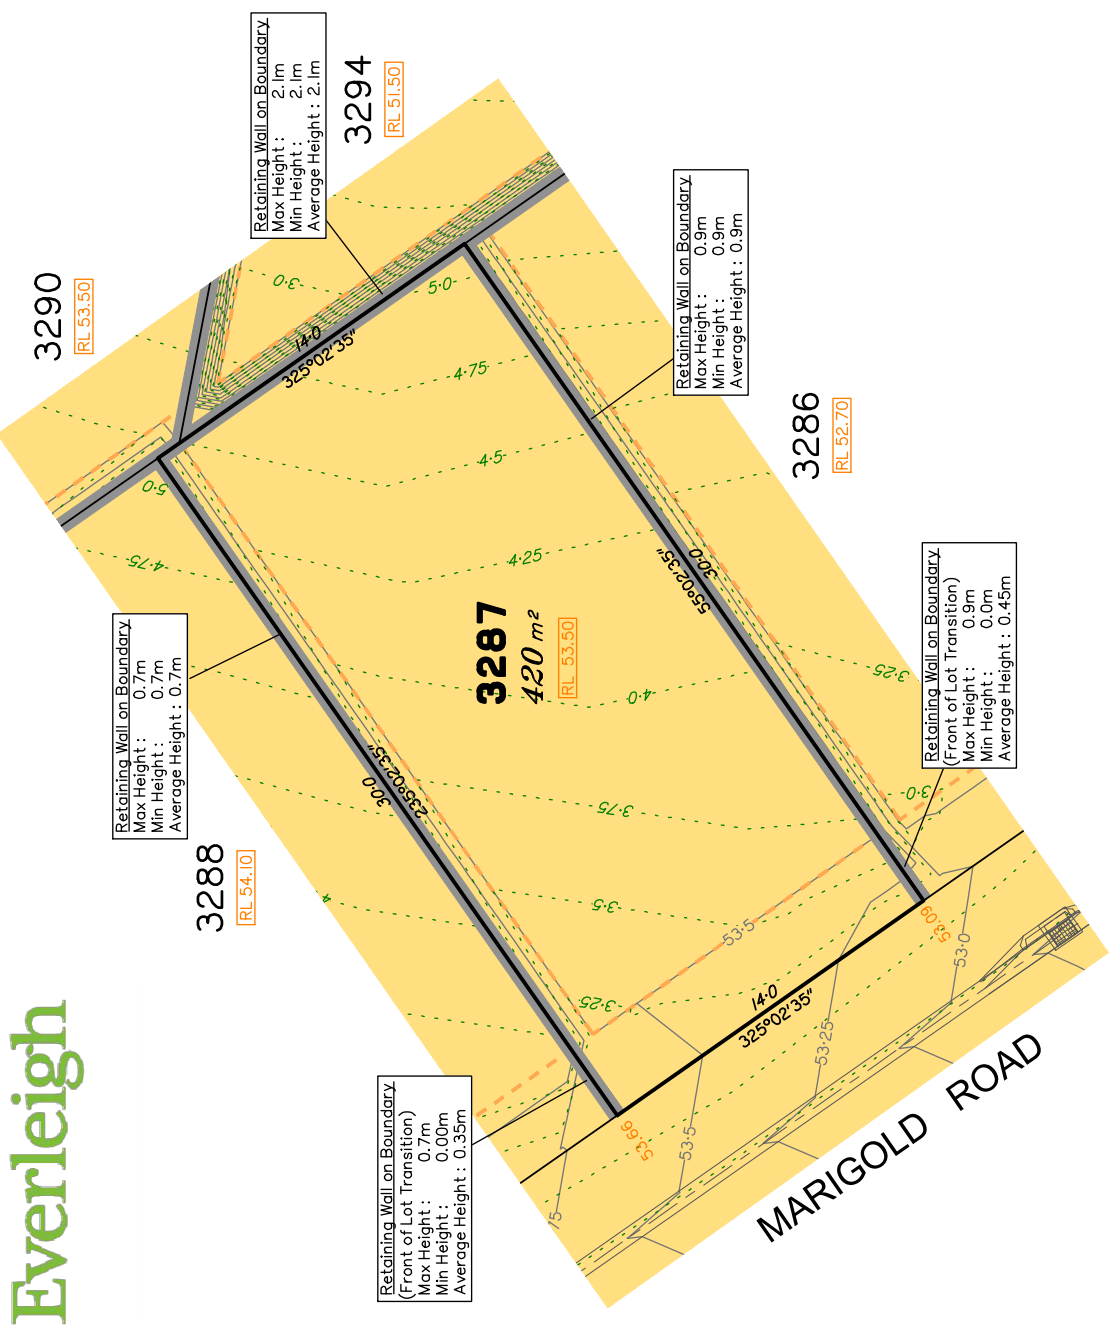 Everleigh
3290
RL 53.50
3294
RL 51.50
Retaining Wall on Boundary
Max Height : 2.1m
Min Height : 2.1m
Average Height : 2.1m
Retaining Wall on Boundary
Max Height : 0.7m
Min Height : 0.7m
Average Height : 0.7m
3288
RL 54.10
Retaining Wall on Boundary
Max Height : 0.9m
Min Height : 0.9m
Average Height : 0.9m
3286
RL 52.70
Retaining Wall on Boundary
(Front of Lot Transition)
Max Height : 0.7m
Min Height : 0.00m
Average Height : 0.35m
Retaining Wall on Boundary
(Front of Lot Transition)
Max Height : 0.9m
Min Height : 0.0m
Average Height : 0.45m
3287
420 m²
RL 53.50
14·0
325°02'35"
30·0
235°02'35"
55°02'35"
30·0
14·0
325°02'35"
53.66
53.09
3·0
5·0
4·75
4·5
4·25
4·0
3·75
3·5
3·25
5·0
4·75
4
3·25
3·0
53·5
53·5
53·25
53·0
15
MARIGOLD ROAD